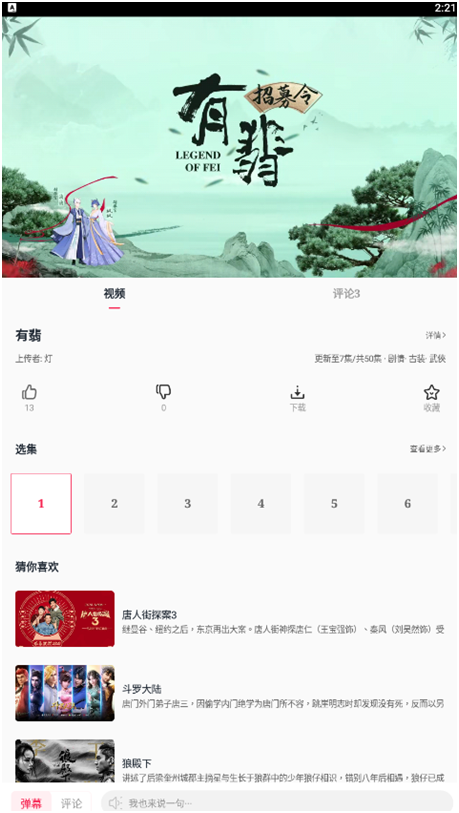 A
2:21
有翡
招募令
LEGEND
OF FEI
视频
评论3
有翡
详情>
上传者: 灯
更新至7集/共50集 · 剧情· 古装· 武侠
13
0
下载
收藏
选集
查看更多>
1
2
3
4
5
6
猜你喜欢
唐人街探案3
继曼谷、纽约之后，东京再出大案。唐人街神探唐仁（王宝强饰）、秦风（刘昊然饰）受
斗罗大陆
唐门外门弟子唐三，因偷学内门绝学为唐门所不容，跳崖明志时却发现没有死，反而以另
狼殿下
讲述了后梁奎州城郡主摘星与生长于狼群中的少年狼仔相识，错别八年后相遇，狼仔已成
弹幕
评论
我也来说一句···